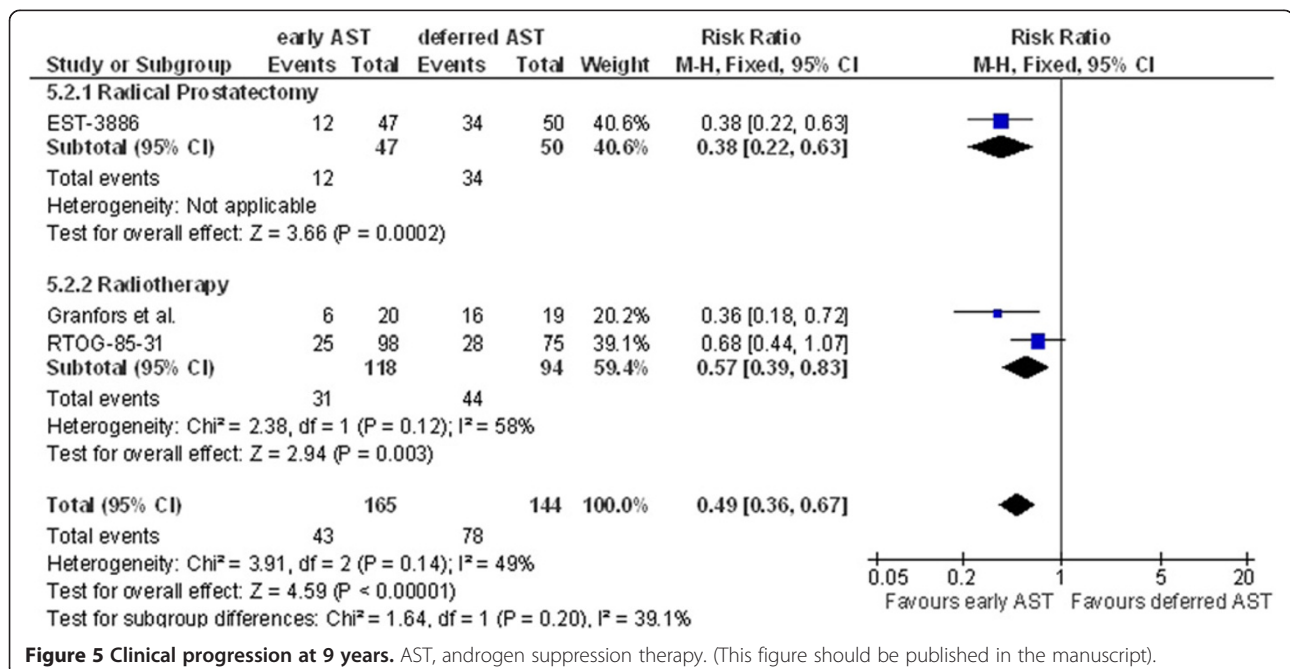 early AST deferred AST Risk Ratio Risk Ratio
Study or Subgroup Events Total Events Total Weight M-H, Fixed, 95% CI M-H, Fixed, 95% CI
5.2.1 Radical Prostatectomy
EST-3886 12 47 34 50 40.6% 0.38 [0.22, 0.63]
Subtotal (95% CI) 47 50 40.6% 0.38 [0.22, 0.63]
Total events 12 34
Heterogeneity: Not applicable
Test for overall effect: Z = 3.66 (P = 0.0002)
5.2.2 Radiotherapy
Granfors et al. 6 20 16 19 20.2% 0.36 [0.18, 0.72]
RTOG-85-31 25 98 28 75 39.1% 0.68 [0.44, 1.07]
Subtotal (95% CI) 118 94 59.4% 0.57 [0.39, 0.83]
Total events 31 44
Heterogeneity: Chi² = 2.38, df = 1 (P = 0.12); I² = 58%
Test for overall effect: Z = 2.94 (P = 0.003)
Total (95% CI) 165 144 100.0% 0.49 [0.36, 0.67]
Total events 43 78
Heterogeneity: Chi² = 3.91, df = 2 (P = 0.14); I² = 49%
Test for overall effect: Z = 4.59 (P < 0.00001)
Test for subgroup differences: Chi² = 1.64, df = 1 (P = 0.20), I² = 39.1%
0.05 0.2 1 5 20
Favours early AST Favours deferred AST
Figure 5 Clinical progression at 9 years. AST, androgen suppression therapy. (This figure should be published in the manuscript).